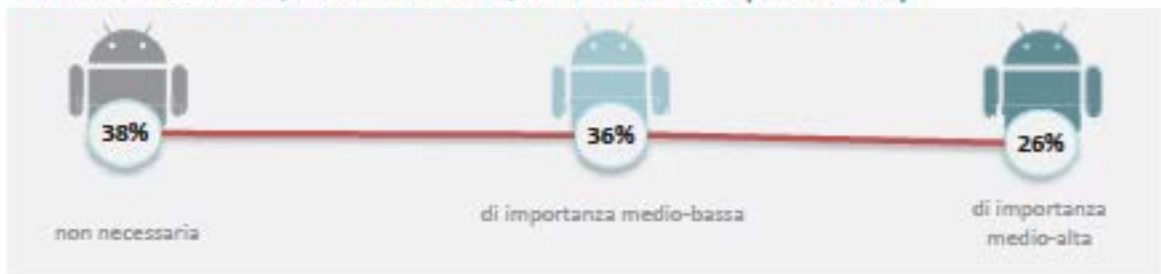 38%
36%
26%
non necessaria
di importanza medio-bassa
di importanza
medio-alta